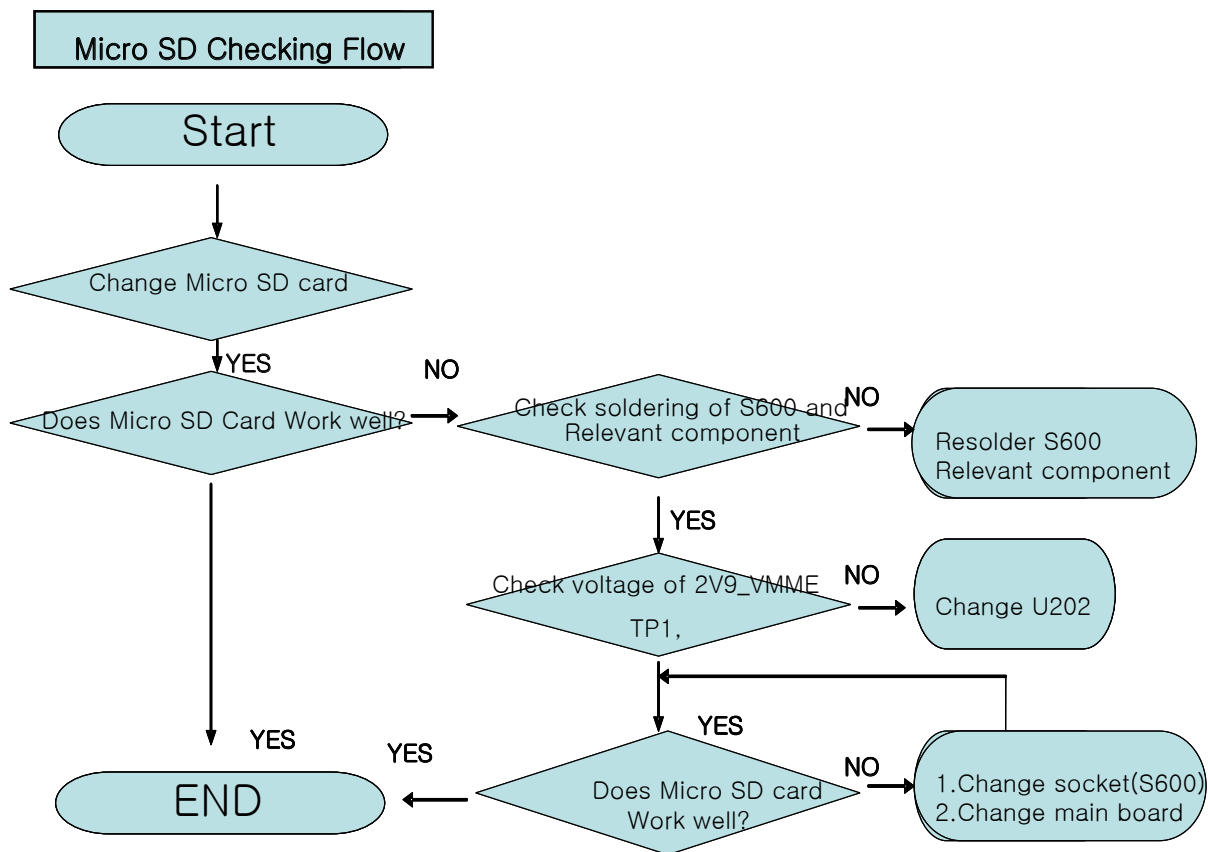 Micro SD Checking Flow
Start
Change Micro SD card
YES
NO
Does Micro SD Card Work well?
Check soldering of S600 and
Relevant component
NO
Resolder S600
Relevant component
YES
Check voltage of 2V9_VMME
TP1,
NO
Change U202
YES
YES
YES
END
Does Micro SD card
Work well?
NO
1.Change socket(S600)
2.Change main board